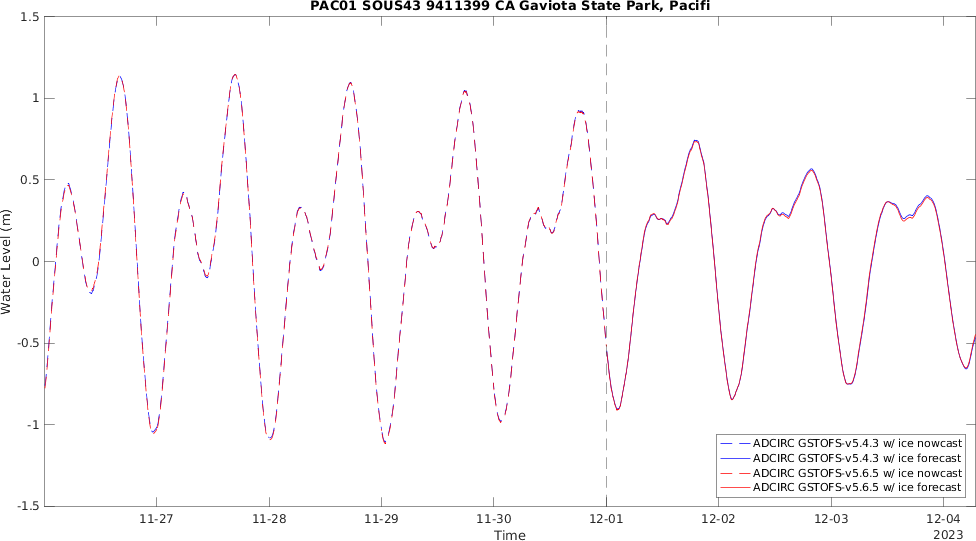 PAC01 SOUS43 9411399 CA Gaviota State Park, Pacifi
1.5
1
0.5
0
-0.5
-1
-1.5
Water Level (m)
11-27
11-28
11-29
11-30
12-01
12-02
12-03
12-04
Time
2023
ADCIRC GSTOFS-v5.4.3 w/ ice nowcast
ADCIRC GSTOFS-v5.4.3 w/ ice forecast
ADCIRC GSTOFS-v5.6.5 w/ ice nowcast
ADCIRC GSTOFS-v5.6.5 w/ ice forecast